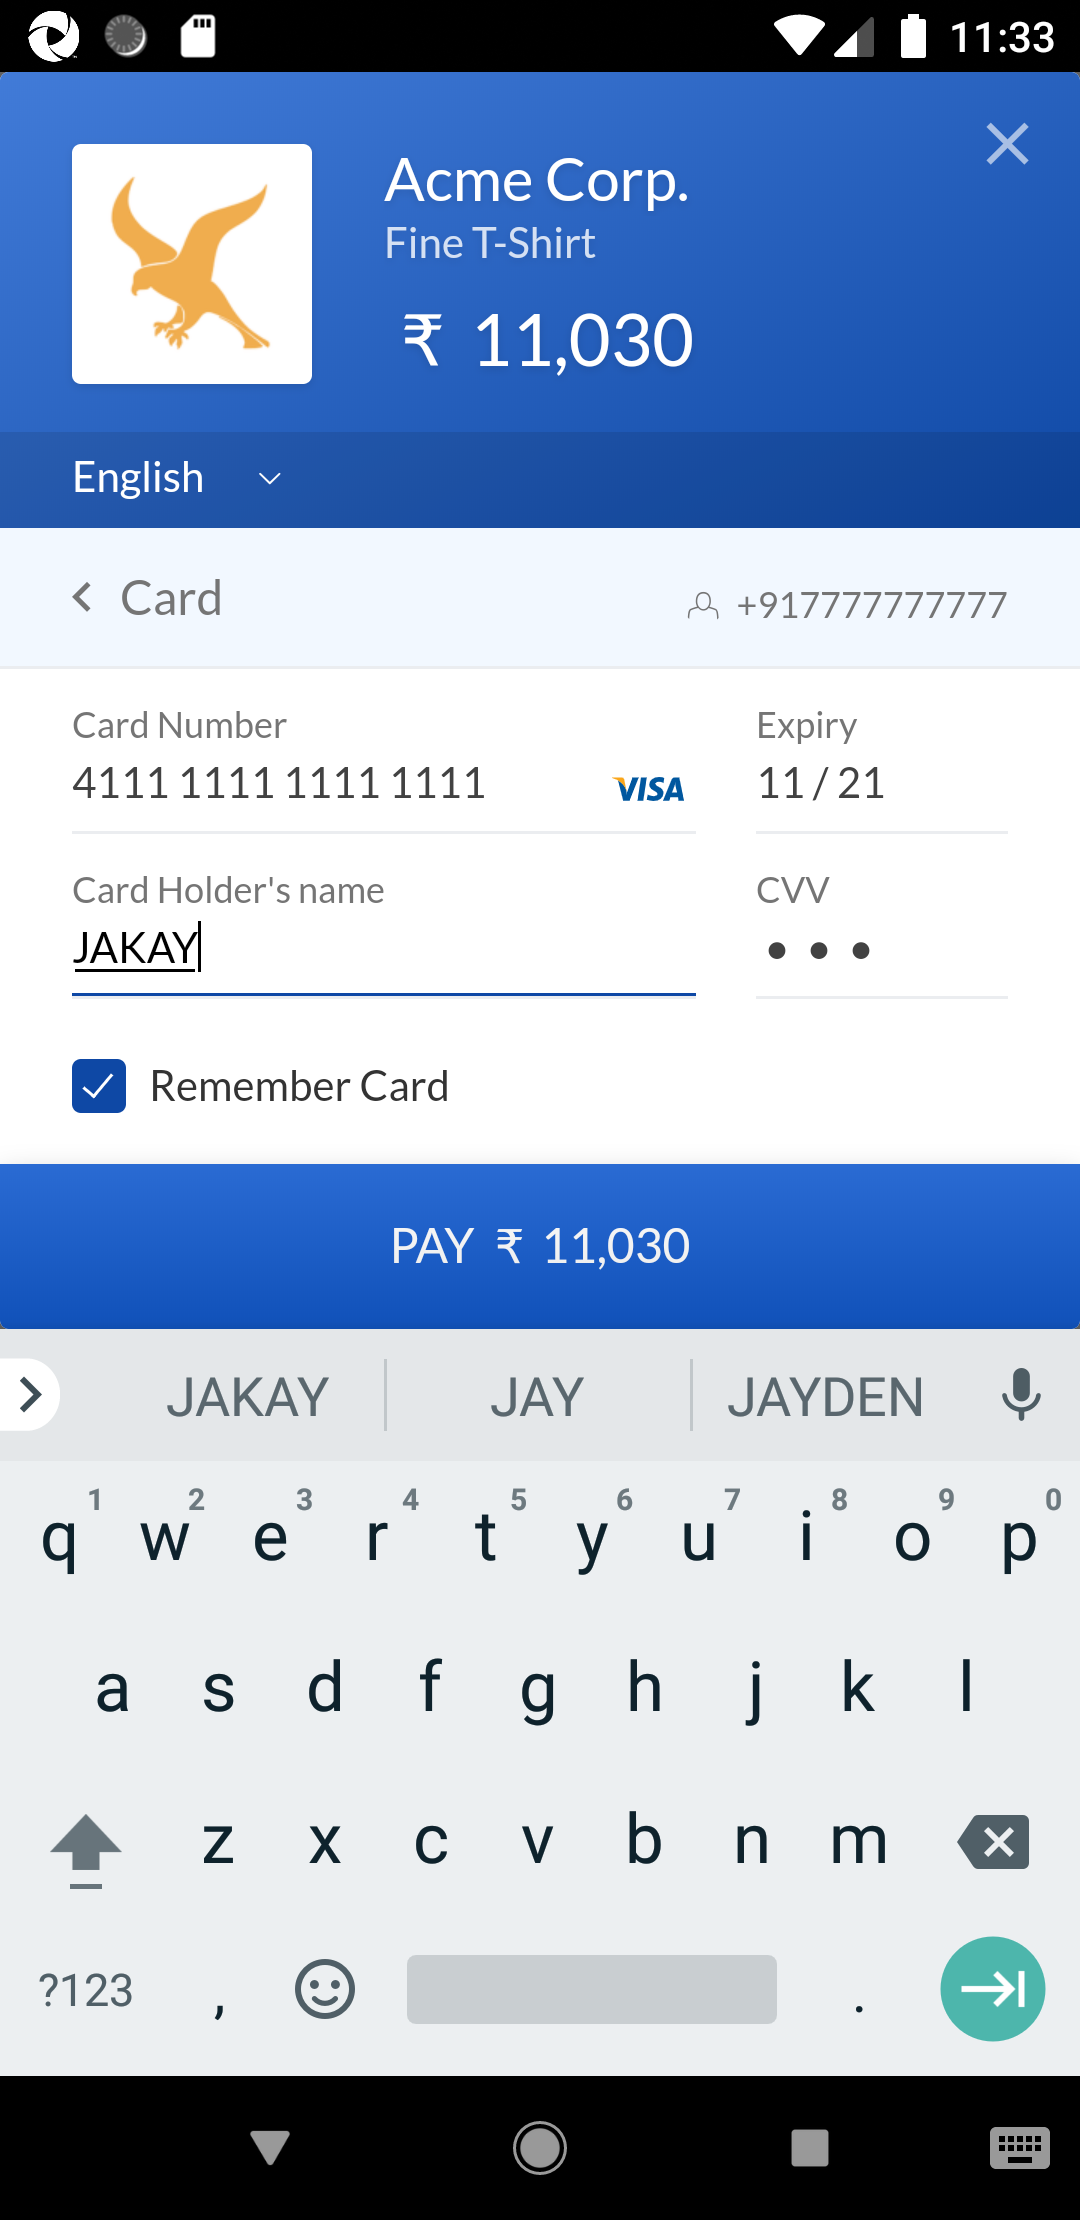 11:33
Acme Corp.
Fine T-Shirt
₹ 11,030
English
Card
+917777777777
Card Number
4111 1111 1111 1111
VISA
Expiry
11 / 21
Card Holder's name
JAKAY
CVV
Remember Card
PAY ₹ 11,030
JAKAY JAY JAYDEN
1 2 3 4 5 6 7 8 9 0
q w e r t y u i o p
a s d f g h j k l
z x c v b n m
?123 , .